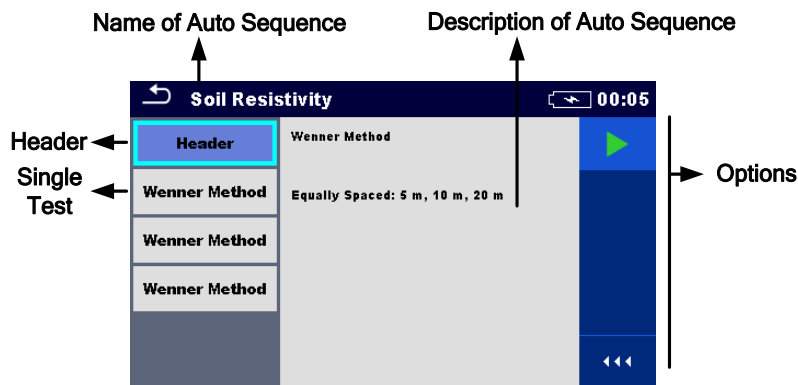 Name of Auto Sequence
Description of Auto Sequence
Soil Resistivity
00:05
Header
Header
Wenner Method
Single
Test
Wenner Method
Equally Spaced: 5 m, 10 m, 20 m
Options
Wenner Method
Wenner Method